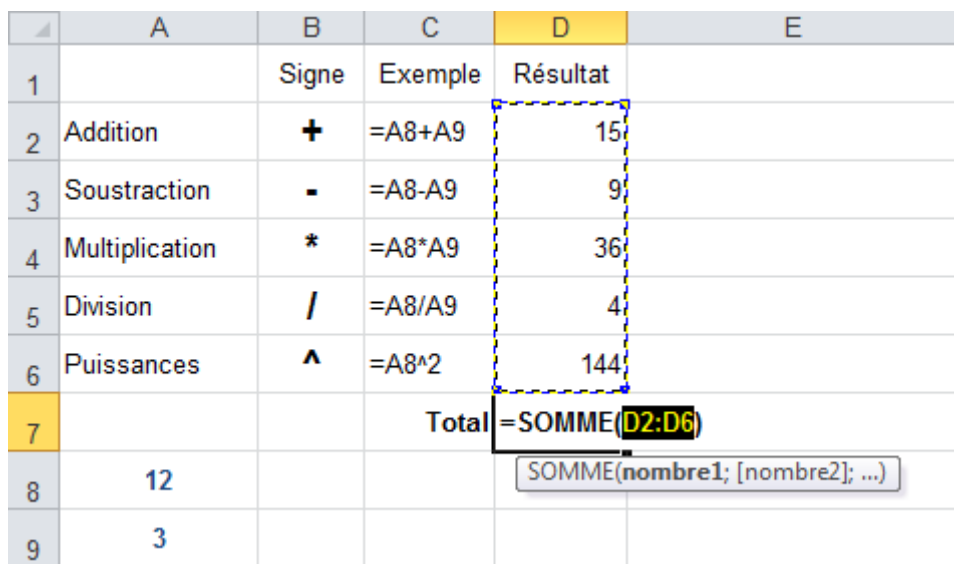 A B C D E
1 Signe Exemple Résultat
2 Addition + =A8+A9 15
3 Soustraction - =A8-A9 9
4 Multiplication * =A8*A9 36
5 Division / =A8/A9 4
6 Puissances ^ =A8^2 144
7 Total =SOMME(D2:D6)
8 12 SOMME(nombre1; [nombre2]; ...)
9 3